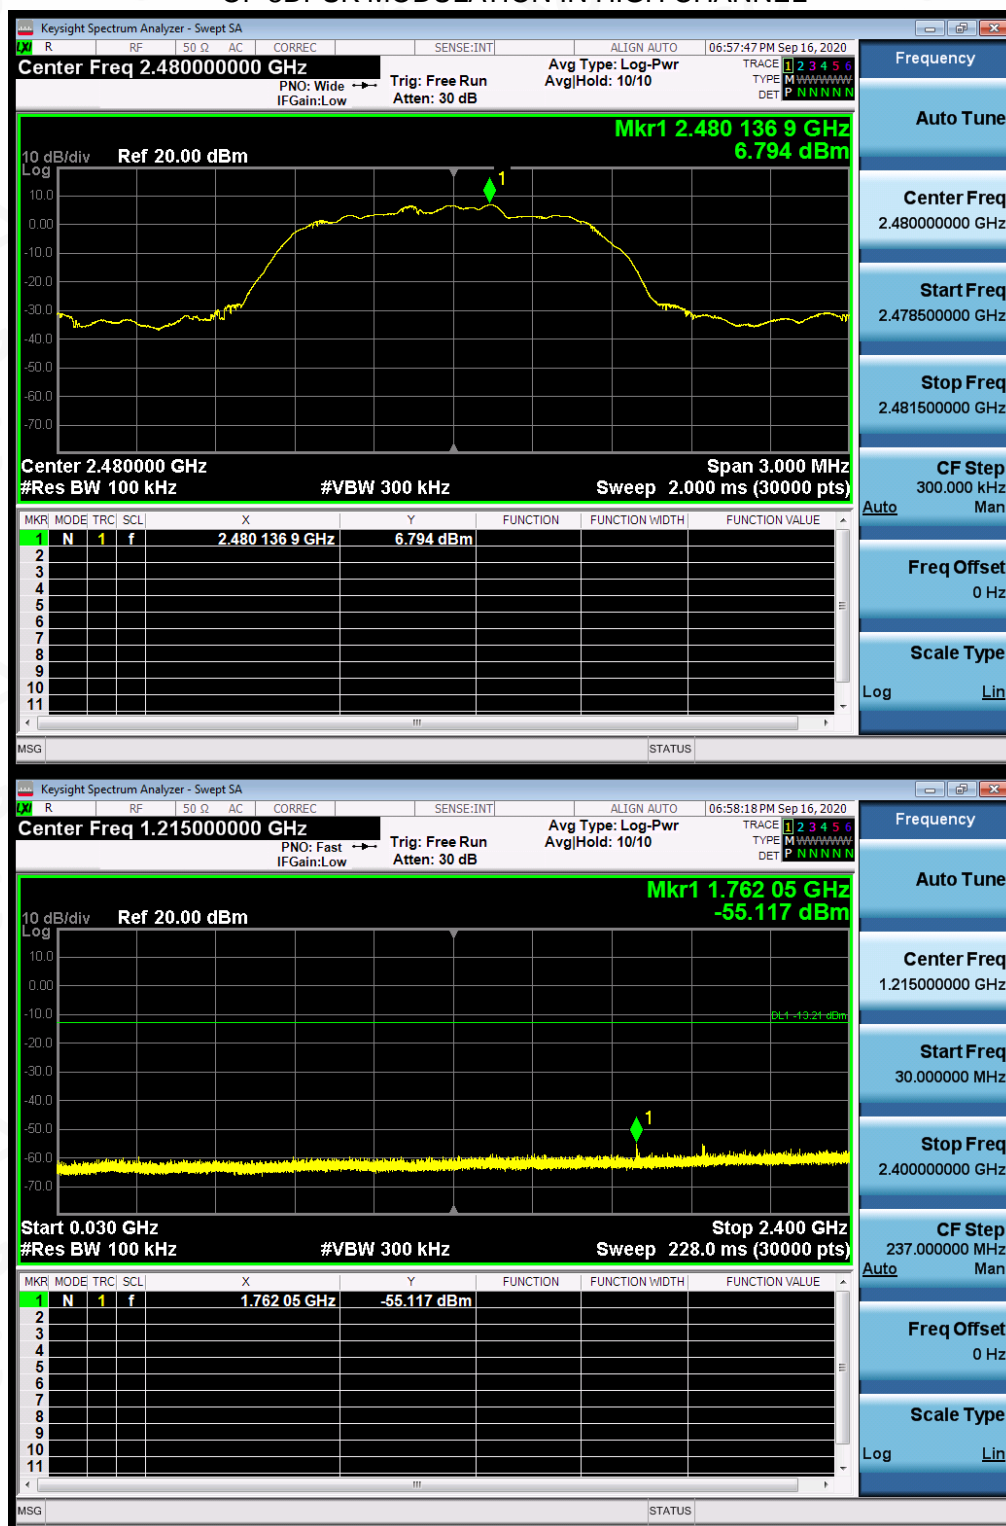 OF 8DPSK MODULATION IN HIGH CHANNEL
Keysight Spectrum Analyzer - Swept SA
LXI R RF 50 Ω AC CORREC SENSE:INT ALIGN AUTO 06:57:47 PM Sep 16, 2020
Center Freq 2.480000000 GHz
PNO: Wide
IFGain:Low
Trig: Free Run
Atten: 30 dB
Avg Type: Log-Pwr
Avg|Hold: 10/10
TRACE 1 2 3 4 5 6
TYPE M WWWWW
DET P N N N N N
Mkr1 2.480 136 9 GHz
6.794 dBm
10 dB/div Ref 20.00 dBm
Log
10.0
0.00
-10.0
-20.0
-30.0
-40.0
-50.0
-60.0
-70.0
1
Center 2.480000 GHz Span 3.000 MHz
#Res BW 100 kHz #VBW 300 kHz Sweep 2.000 ms (30000 pts)
MKR MODE TRC SCL X Y FUNCTION FUNCTION WIDTH FUNCTION VALUE
1 N 1 f 2.480 136 9 GHz 6.794 dBm
2
3
4
5
6
7
8
9
10
11
MSG STATUS
Frequency
Auto Tune
Center Freq
2.480000000 GHz
Start Freq
2.478500000 GHz
Stop Freq
2.481500000 GHz
CF Step
300.000 kHz
Auto Man
Freq Offset
0 Hz
Scale Type
Log Lin
Keysight Spectrum Analyzer - Swept SA
LXI R RF 50 Ω AC CORREC SENSE:INT ALIGN AUTO 06:58:18 PM Sep 16, 2020
Center Freq 1.215000000 GHz
PNO: Fast
IFGain:Low
Trig: Free Run
Atten: 30 dB
Avg Type: Log-Pwr
Avg|Hold: 10/10
TRACE 1 2 3 4 5 6
TYPE M WWWWW
DET P N N N N N
Mkr1 1.762 05 GHz
-55.117 dBm
10 dB/div Ref 20.00 dBm
Log
10.0
0.00
-10.0
-20.0
-30.0
-40.0
-50.0
-60.0
-70.0
DL1 -13.21 dBm
1
Start 0.030 GHz Stop 2.400 GHz
#Res BW 100 kHz #VBW 300 kHz Sweep 228.0 ms (30000 pts)
MKR MODE TRC SCL X Y FUNCTION FUNCTION WIDTH FUNCTION VALUE
1 N 1 f 1.762 05 GHz -55.117 dBm
2
3
4
5
6
7
8
9
10
11
MSG STATUS
Frequency
Auto Tune
Center Freq
1.215000000 GHz
Start Freq
30.000000 MHz
Stop Freq
2.400000000 GHz
CF Step
237.000000 MHz
Auto Man
Freq Offset
0 Hz
Scale Type
Log Lin